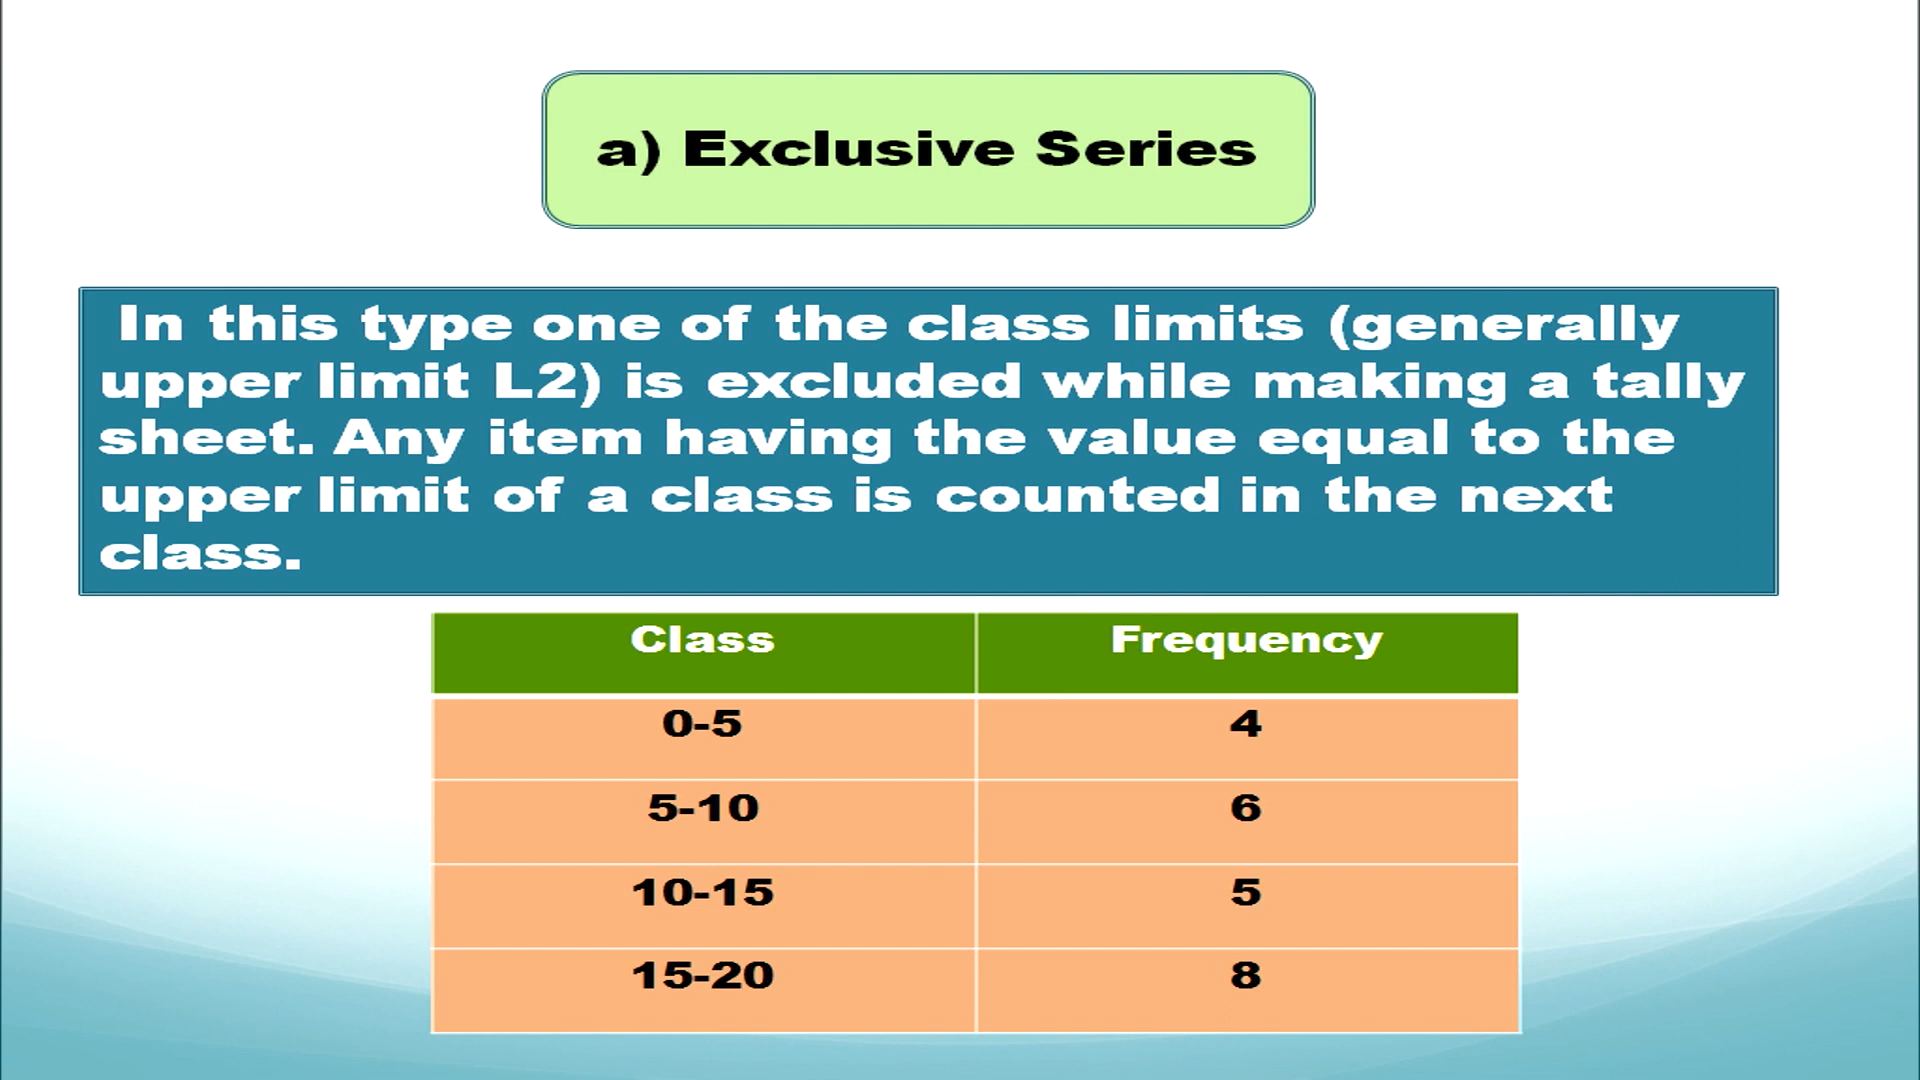 a) Exclusive Series
In this type one of the class limits (generally
upper limit L2) is excluded while making a tally
sheet. Any item having the value equal to the
upper limit of a class is counted in the next
class.
Class Frequency
0-5 4
5-10 6
10-15 5
15-20 8